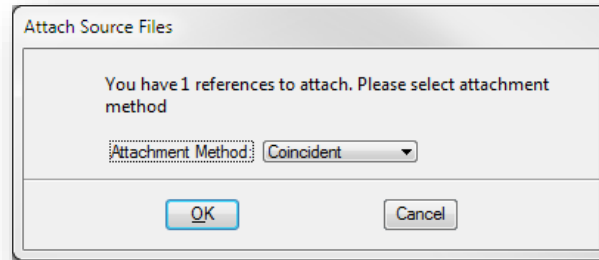 Attach Source Files
You have 1 references to attach. Please select attachment
method
Attachment Method: Coincident
OK Cancel